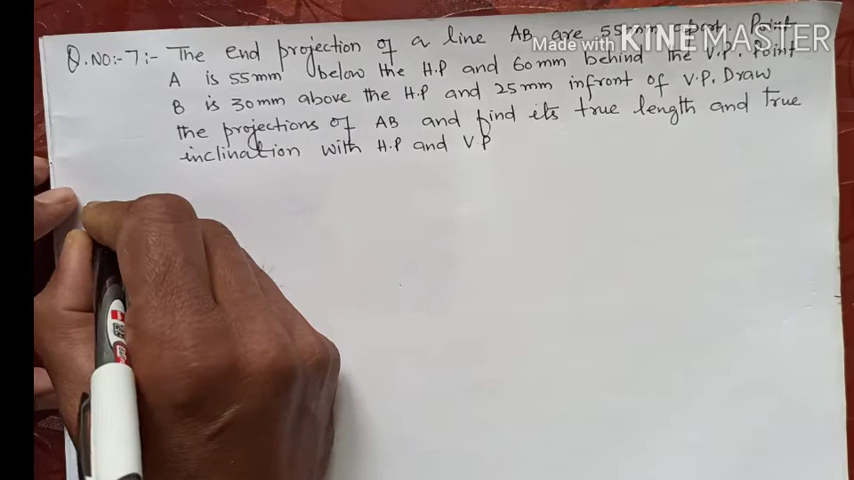 Q.NO:-7:- The end projection of a line AB are 55mm apart. Point
Made with KINEMASTER
A is 55mm below the H.P and 60mm behind the V.P. Point
B is 30mm above the H.P and 25mm infront of V.P. Draw
the projections of AB and find its true length and true
inclination with H.P and V.P